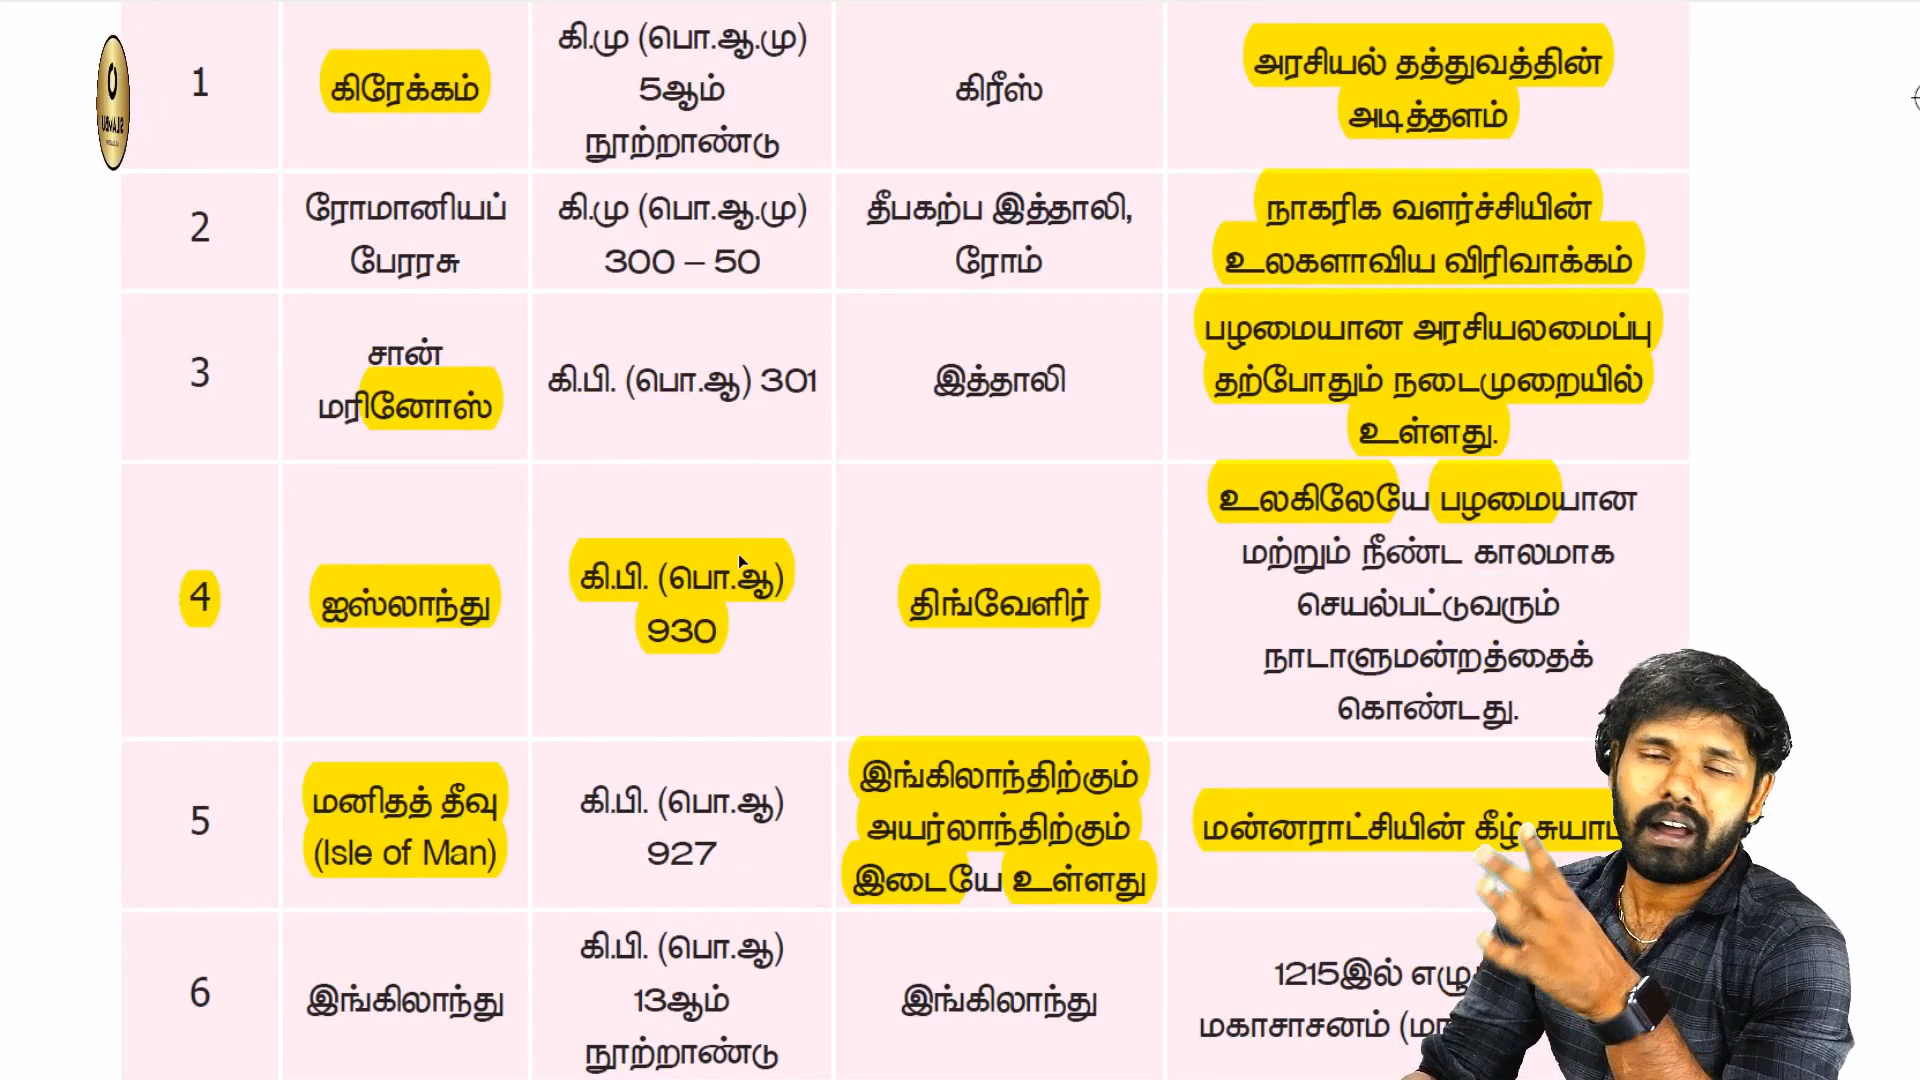 1
கிரேக்கம்
கி.மு (பொ.ஆ.மு)
5ஆம்
நூற்றாண்டு
கிரீஸ்
அரசியல் தத்துவத்தின்
அடித்தளம்
2
ரோமானியப்
பேரரசு
கி.மு (பொ.ஆ.மு)
300 – 50
தீபகற்ப இத்தாலி,
ரோம்
நாகரிக வளர்ச்சியின்
உலகளாவிய விரிவாக்கம்
3
சான்
மரினோஸ்
கி.பி. (பொ.ஆ) 301
இத்தாலி
பழமையான அரசியலமைப்பு
தற்போதும் நடைமுறையில்
உள்ளது.
4
ஐஸ்லாந்து
கி.பி. (பொ.ஆ)
930
திங்வேளிர்
உலகிலேயே பழமையான
மற்றும் நீண்ட காலமாக
செயல்பட்டுவரும்
நாடாளுமன்றத்தைக்
கொண்டது.
5
மனிதத் தீவு
(Isle of Man)
கி.பி. (பொ.ஆ)
927
இங்கிலாந்திற்கும்
அயர்லாந்திற்கும்
இடையே உள்ளது
மன்னராட்சியின் கீழ்
6
இங்கிலாந்து
கி.பி. (பொ.ஆ)
13ஆம்
நூற்றாண்டு
இங்கிலாந்து
1215இல்
மகாசாசனம்